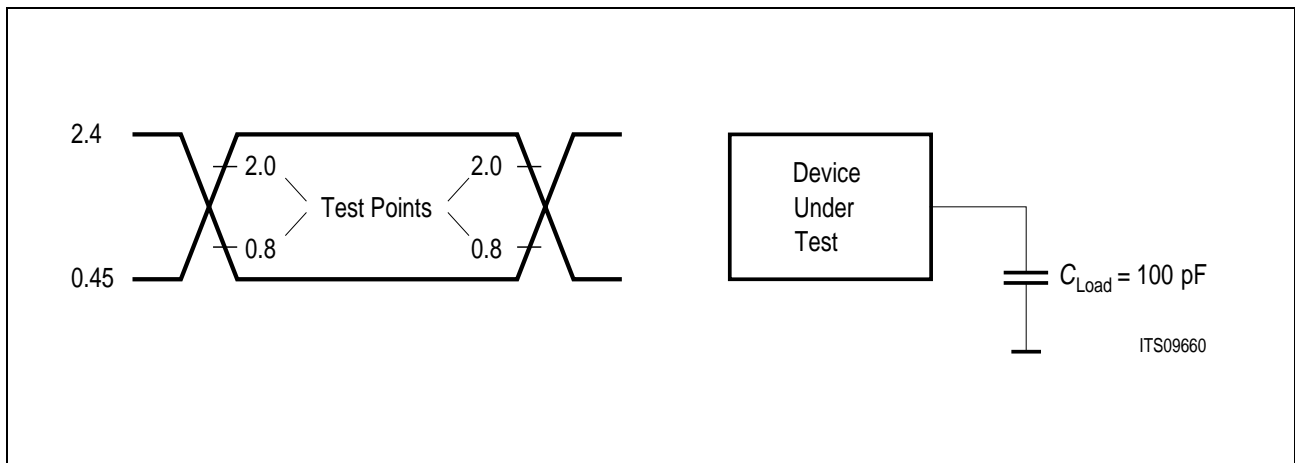 2.4
2.0
2.0
Test Points
0.8
0.8
0.45
Device
Under
Test
C_Load = 100 pF
ITS09660